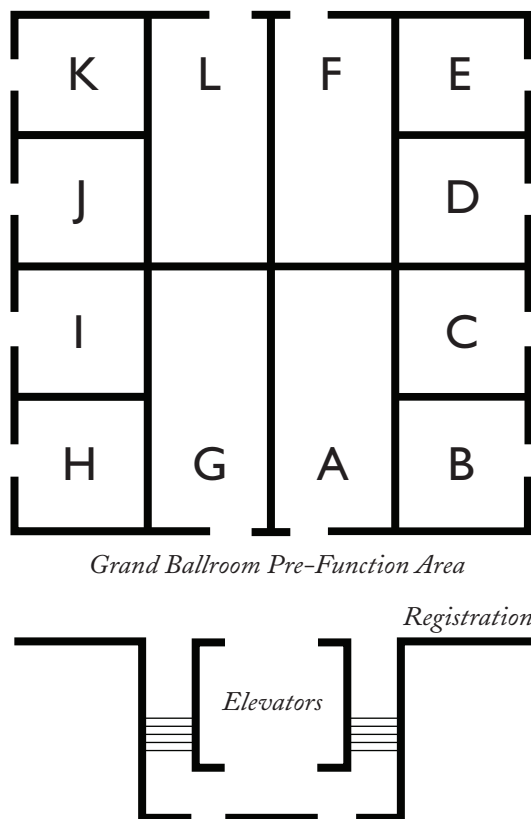 K L F E
J D
I C
H G A B
Grand Ballroom Pre-Function Area
Registration
Elevators